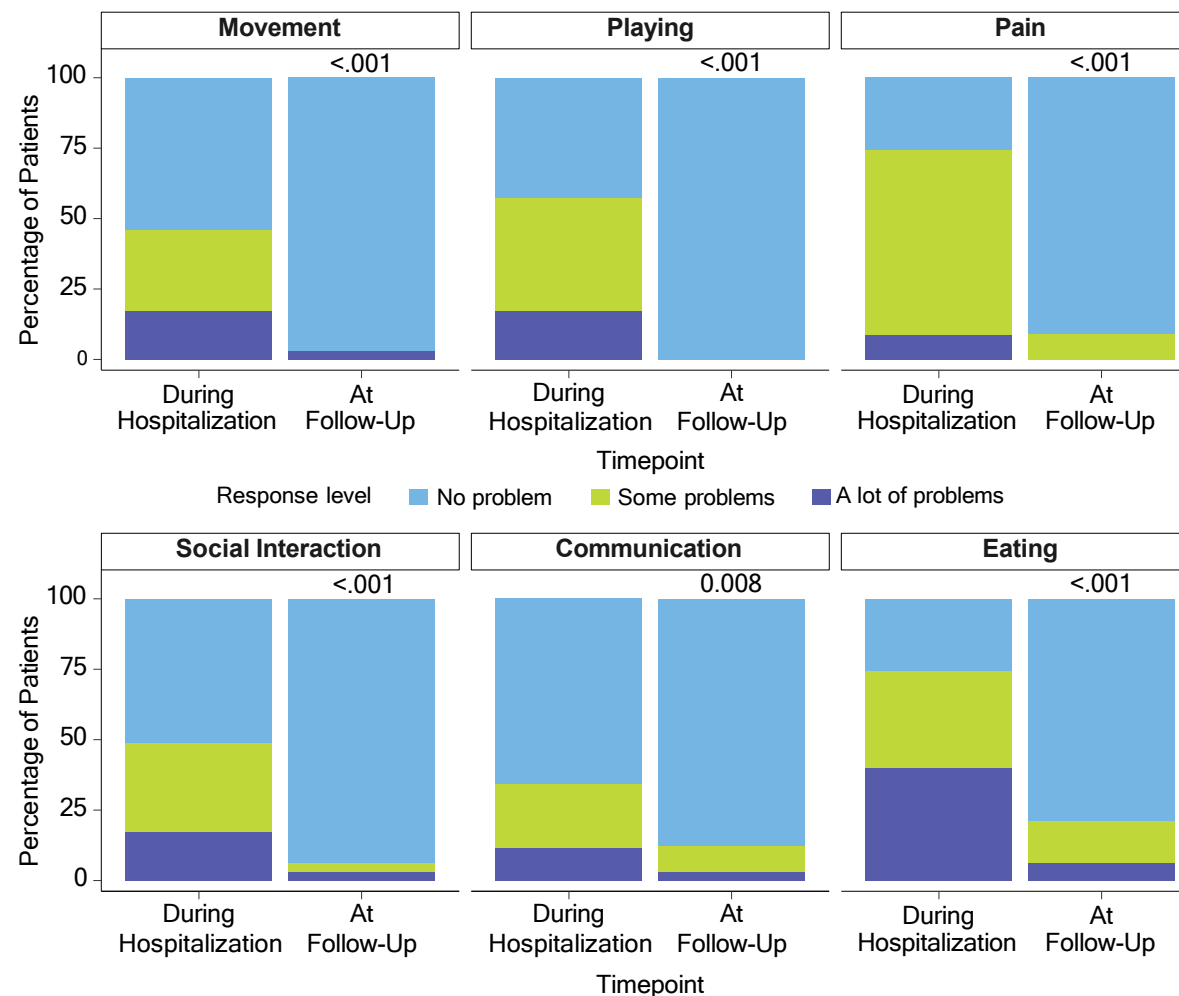 Movement
Playing
Pain
<.001
<.001
<.001
Percentage of Patients
100
75
50
25
0
During
Hospitalization
At
Follow-Up
During
Hospitalization
At
Follow-Up
During
Hospitalization
At
Follow-Up
Timepoint
Response level No problem Some problems A lot of problems
Social Interaction
Communication
Eating
<.001
0.008
<.001
Percentage of Patients
100
75
50
25
0
During
Hospitalization
At
Follow-Up
During
Hospitalization
At
Follow-Up
During
Hospitalization
At
Follow-Up
Timepoint